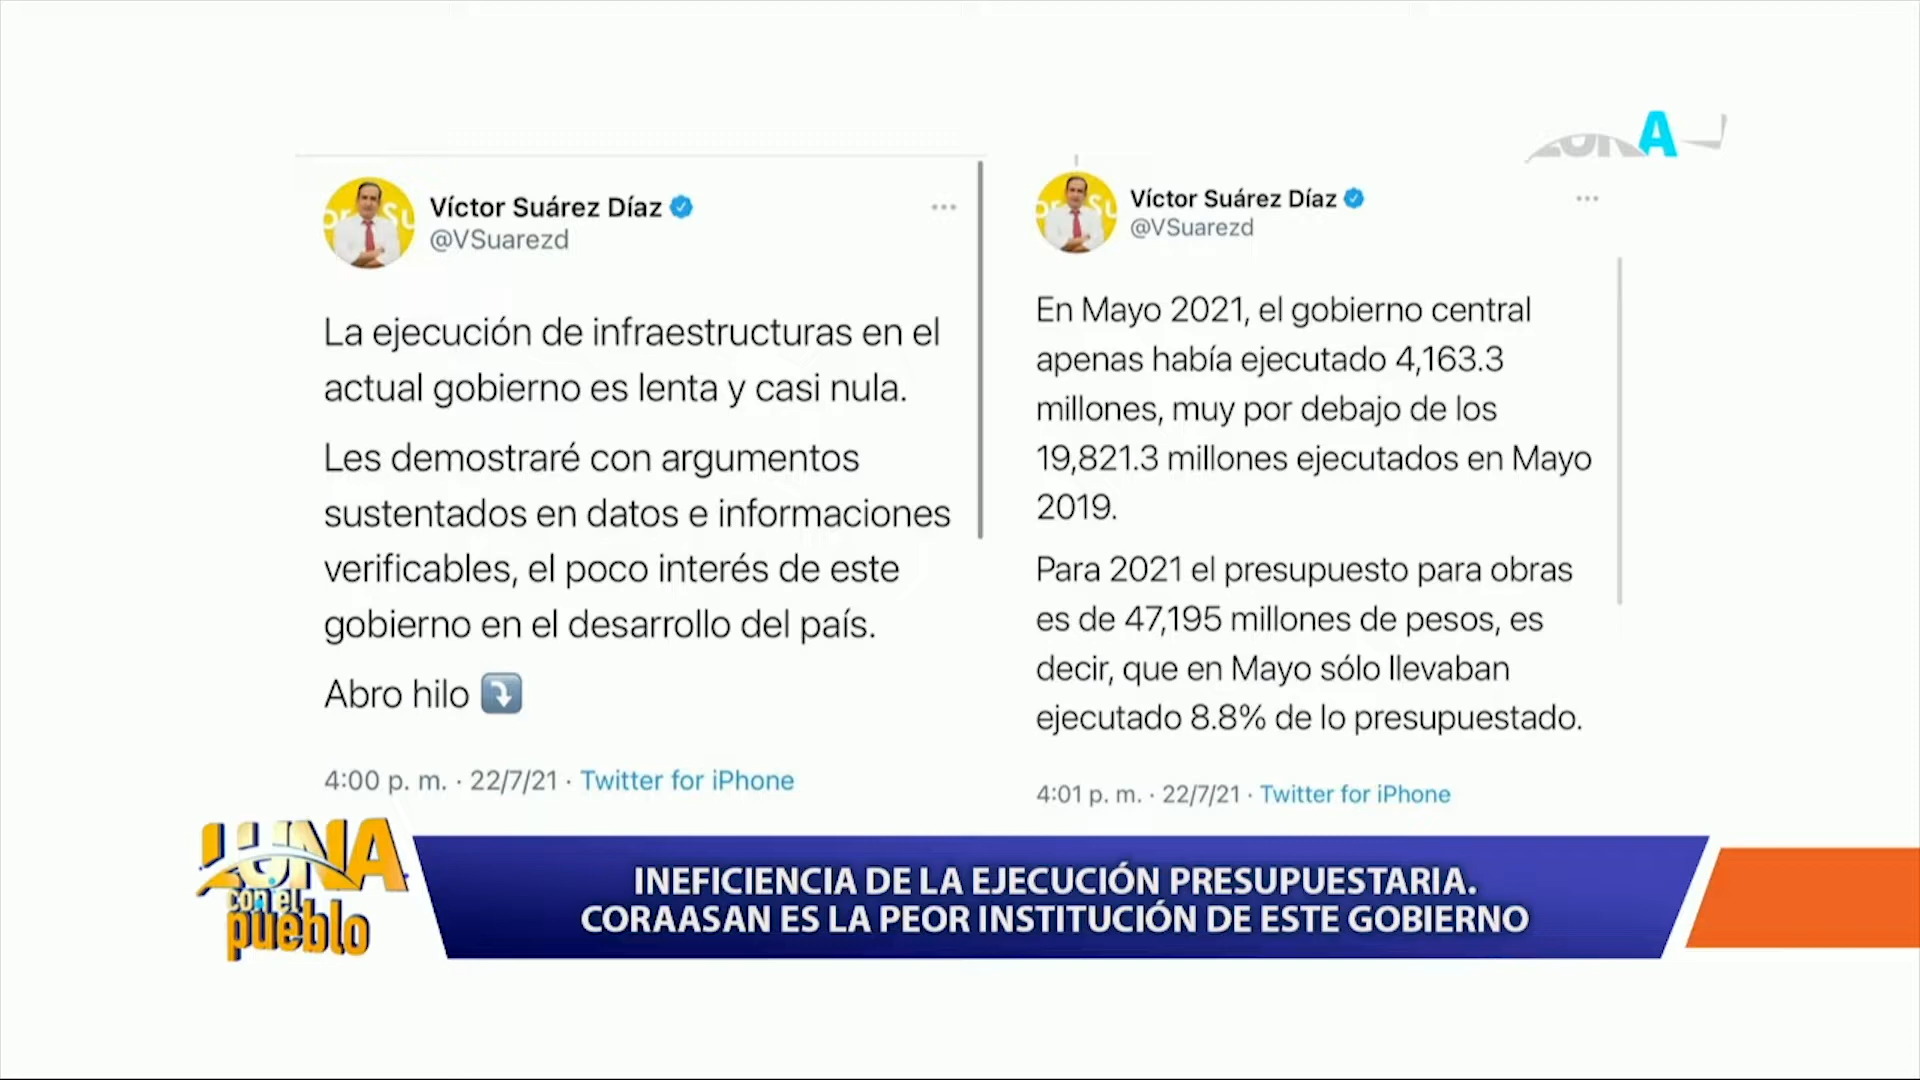 Víctor Suárez Díaz
@VSuarezd
La ejecución de infraestructuras en el
actual gobierno es lenta y casi nula.
Les demostraré con argumentos
sustentados en datos e informaciones
verificables, el poco interés de este
gobierno en el desarrollo del país.
Abro hilo ⤵️
4:00 p. m. · 22/7/21 · Twitter for iPhone
Víctor Suárez Díaz
@VSuarezd
En Mayo 2021, el gobierno central
apenas había ejecutado 4,163.3
millones, muy por debajo de los
19,821.3 millones ejecutados en Mayo
2019.
Para 2021 el presupuesto para obras
es de 47,195 millones de pesos, es
decir, que en Mayo sólo llevaban
ejecutado 8.8% de lo presupuestado.
4:01 p. m. · 22/7/21 · Twitter for iPhone
LUNA
con el
pueblo
INEFICIENCIA DE LA EJECUCIÓN PRESUPUESTARIA.
CORAASAN ES LA PEOR INSTITUCIÓN DE ESTE GOBIERNO